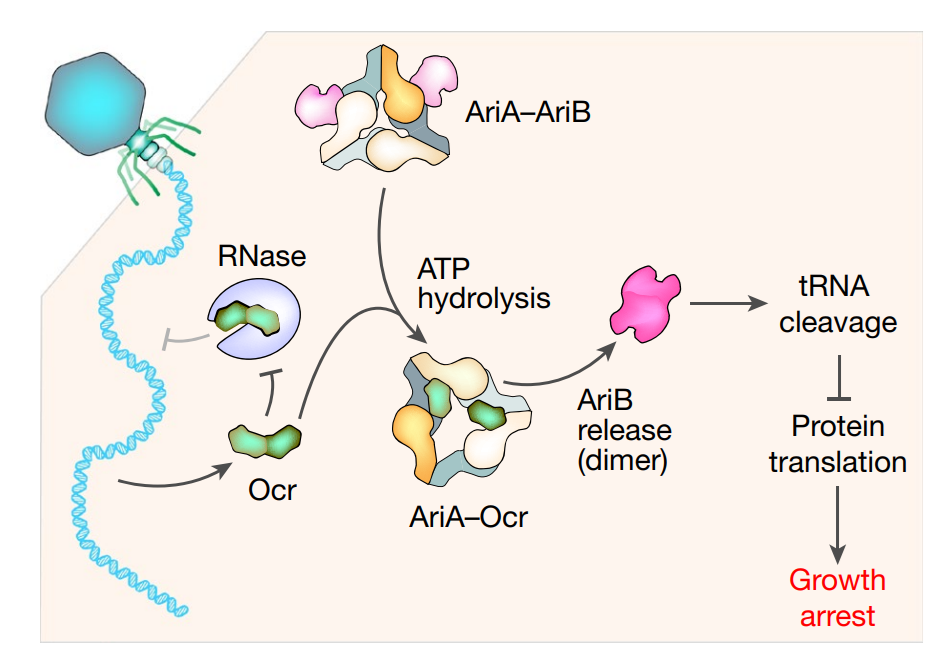 AriA–AriB
RNase
ATP
hydrolysis
tRNA
cleavage
AriB
release
(dimer)
Protein
translation
Ocr
AriA–Ocr
Growth
arrest